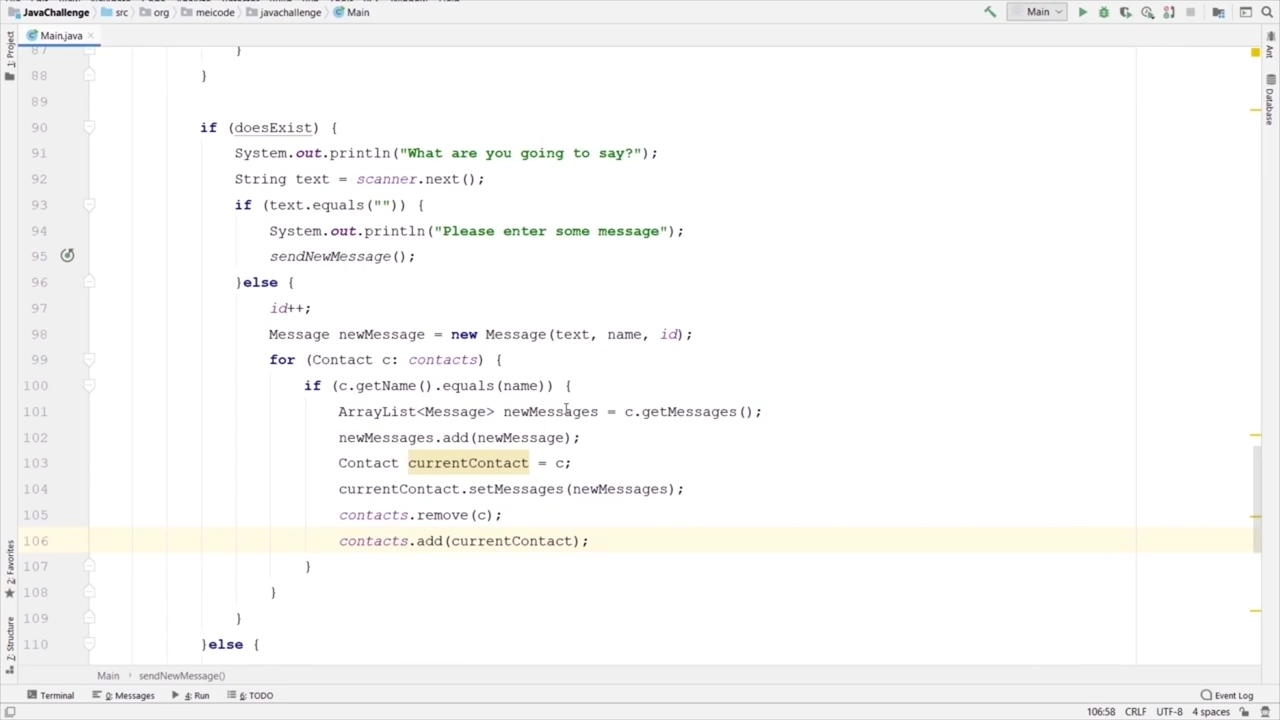 JavaChallenge src org meicode javachallenge Main Main
Main.java
1: Project
Ant
Database
87 }
88 }
89
90 if (doesExist) {
91 System.out.println("What are you going to say?");
92 String text = scanner.next();
93 if (text.equals("")) {
94 System.out.println("Please enter some message");
95 sendNewMessage();
96 }else {
97 id++;
98 Message newMessage = new Message(text, name, id);
99 for (Contact c: contacts) {
100 if (c.getName().equals(name)) {
101 ArrayList<Message> newMessages = c.getMessages();
102 newMessages.add(newMessage);
103 Contact currentContact = c;
104 currentContact.setMessages(newMessages);
105 contacts.remove(c);
106 contacts.add(currentContact);
107 }
108 }
109 }
110 }else {
2: Favorites
Z: Structure
Main › sendNewMessage()
Terminal 0: Messages 4: Run 6: TODO Event Log
106:58 CRLF UTF-8 4 spaces